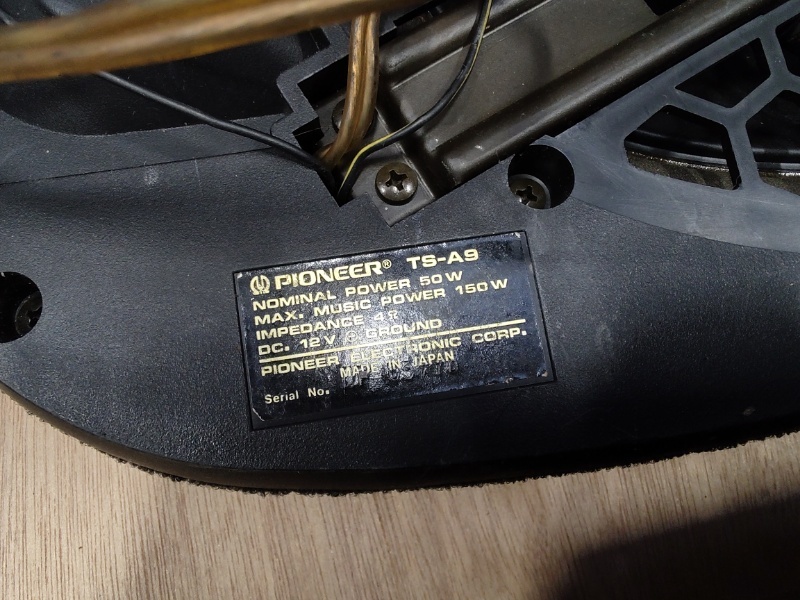 PIONEER® TS-A9
NOMINAL POWER 50 W
MAX. MUSIC POWER 150 W
IMPEDANCE 4Ω
DC. 12 V ⊖ GROUND
PIONEER ELECTRONIC CORP.
MADE IN JAPAN
Serial No.